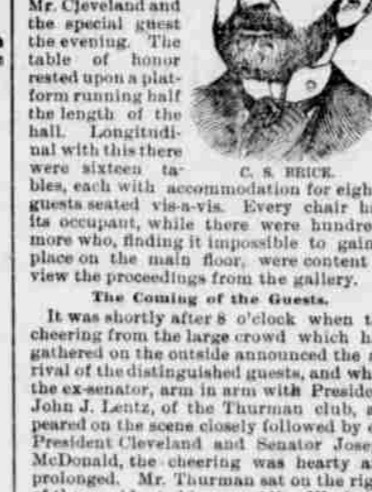 Mr. Cleveland and
the special guest
the evening. The
table of honor
rested upon a plat-
form running half
the length of the
hall. Longitudi-
nal with this there
were sixteen ta-
C. S. BRICE.
bles, each with accommodation for eigh
guests seated vis-a-vis. Every chair h
its occupant, while there were hundre
more who, finding it impossible to gain
place on the main floor, were content
view the proceedings from the gallery.
The Coming of the Guests.
It was shortly after 8 o'clock when t
cheering from the large crowd which h
gathered on the outside announced the a
rival of the distinguished guests, and wh
the ex-senator, arm in arm with Preside
John J. Lentz, of the Thurman club, a
peared on the scene closely followed by e
President Cleveland and Senator Jose
McDonald, the cheering was hearty a
prolonged. Mr. Thurman sat on the rig